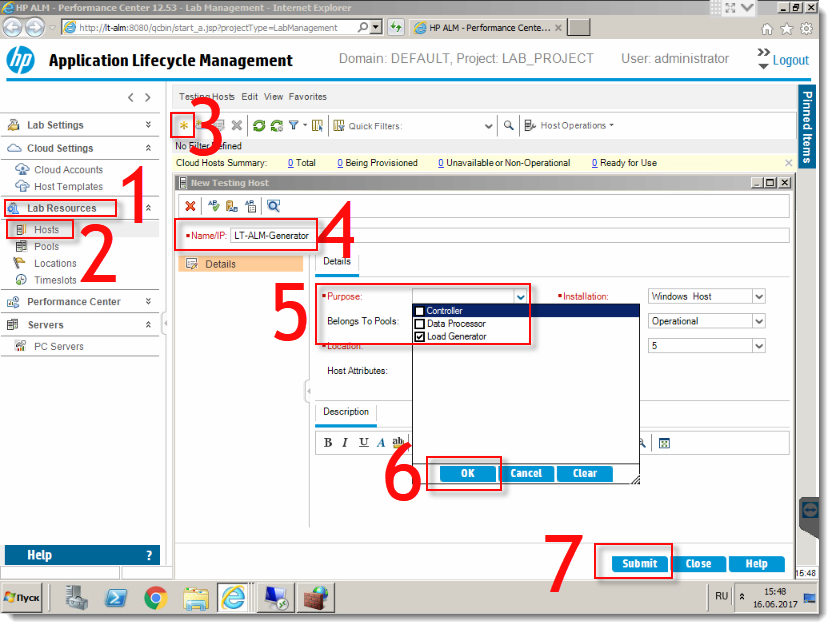 HP ALM - Performance Center 12.53 - Lab Management - Internet Explorer
http://lt-alm:8080/qcbin/start_a.jsp?projectType=LabManagement
HP ALM - Performance Cente...
hp
Application Lifecycle Management
Domain: DEFAULT, Project: LAB_PROJECT
User: administrator
Logout
Pinned Items
Lab Settings
Cloud Settings
Cloud Accounts
Host Templates
1
Lab Resources
Hosts
2
Pools
Locations
Timeslots
Performance Center
Servers
PC Servers
Help ?
Testing Hosts Edit View Favorites
3
Quick Filters:
Host Operations
No Filter Defined
Cloud Hosts Summary: 0 Total 0 Being Provisioned 0 Unavailable or Non-Operational 0 Ready for Use
New Testing Host
Name/IP: LT-ALM-Generator
4
Details
Details
5
Purpose:
Installation: Windows Host
Controller
Belongs To Pools:
Data Processor
Operational
Load Generator
Location:
5
Host Attributes:
Description
B I U A ab
6
OK Cancel Clear
7
Submit Close Help
15:48
Пуск
RU
15:48
16.06.2017